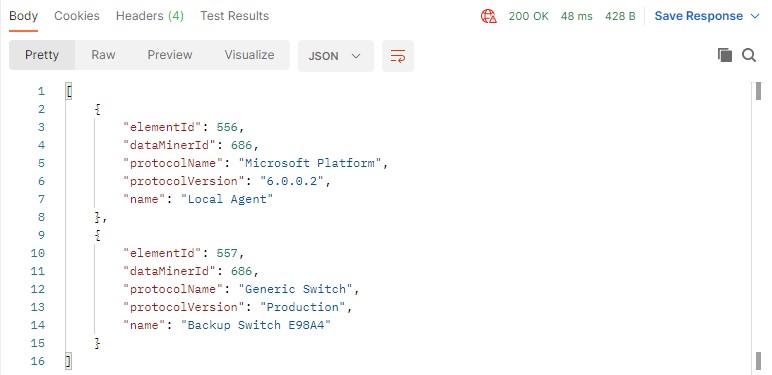 Body Cookies Headers (4) Test Results 200 OK 48 ms 428 B Save Response
Pretty Raw Preview Visualize JSON
1 [
2 {
3 "elementId": 556,
4 "dataMinerId": 686,
5 "protocolName": "Microsoft Platform",
6 "protocolVersion": "6.0.0.2",
7 "name": "Local Agent"
8 },
9 {
10 "elementId": 557,
11 "dataMinerId": 686,
12 "protocolName": "Generic Switch",
13 "protocolVersion": "Production",
14 "name": "Backup Switch E98A4"
15 }
16 ]